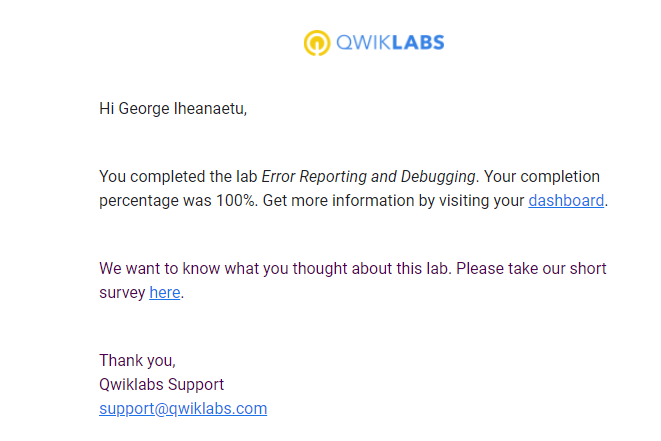 QWIKLABS
Hi George Iheanaetu,
You completed the lab Error Reporting and Debugging. Your completion
percentage was 100%. Get more information by visiting your dashboard.
We want to know what you thought about this lab. Please take our short
survey here.
Thank you,
Qwiklabs Support
support@qwiklabs.com